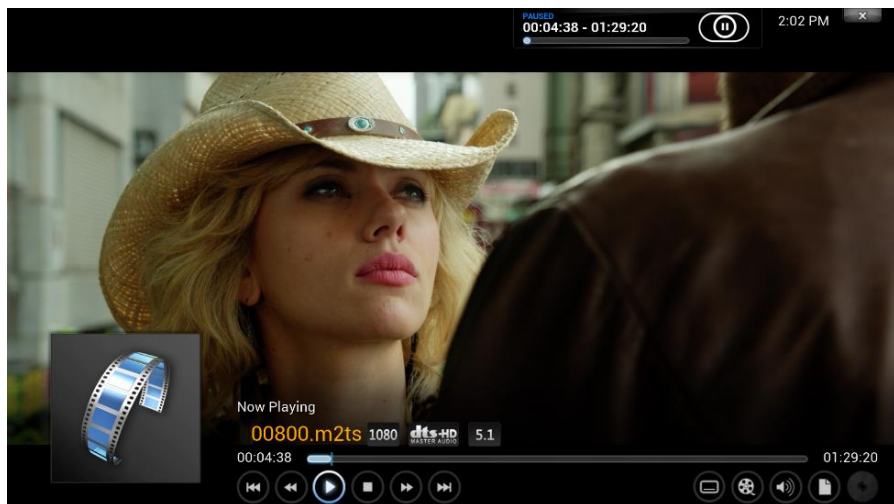 PAUSED
00:04:38 - 01:29:20
2:02 PM
Now Playing
00800.m2ts 1080 dts-HD MASTER AUDIO 5.1
00:04:38 01:29:20